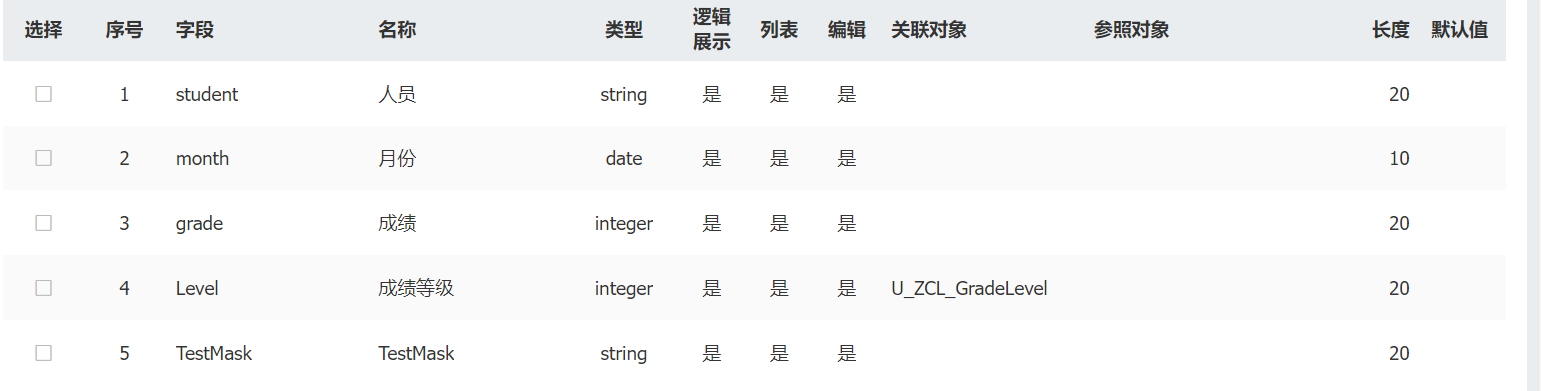 选择 序号 字段 名称 类型 逻辑展示 列表 编辑 关联对象 参照对象 长度 默认值
1 student 人员 string 是 是 是 20
2 month 月份 date 是 是 是 10
3 grade 成绩 integer 是 是 是 20
4 Level 成绩等级 integer 是 是 是 U_ZCL_GradeLevel 20
5 TestMask TestMask string 是 是 是 20